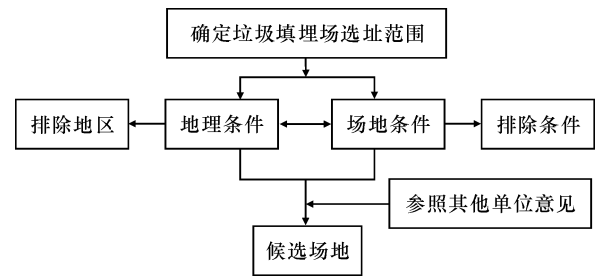 确定垃圾填埋场选址范围
排除地区
地理条件
场地条件
排除条件
参照其他单位意见
候选场地